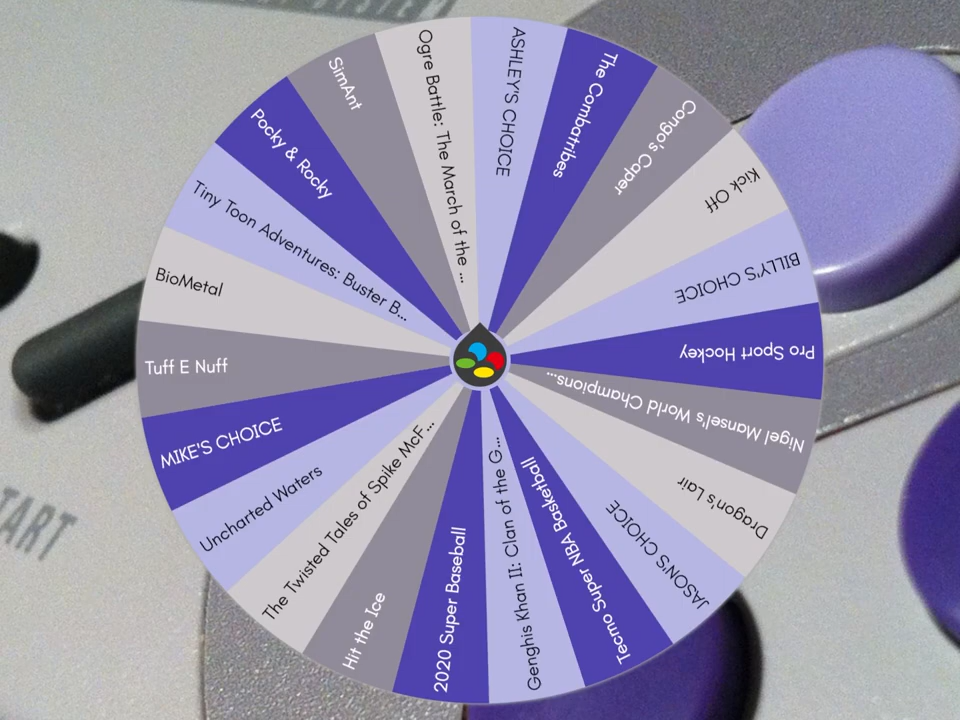 SYSTEM
TART
Ogre Battle: The March of the ...
ASHLEY'S CHOICE
The Combatribes
Congo's Caper
Kick Off
BILLY'S CHOICE
Pro Sport Hockey
Nigel Mansel's World Champions...
Dragon's Lair
JASON'S CHOICE
Tecmo Super NBA Basketball
Genghis Khan II: Clan of the G...
2020 Super Baseball
Hit the Ice
The Twisted Tales of Spike McF...
Uncharted Waters
MIKE'S CHOICE
Tuff E Nuff
BioMetal
Tiny Toon Adventures: Buster B...
Pocky & Rocky
SimAnt